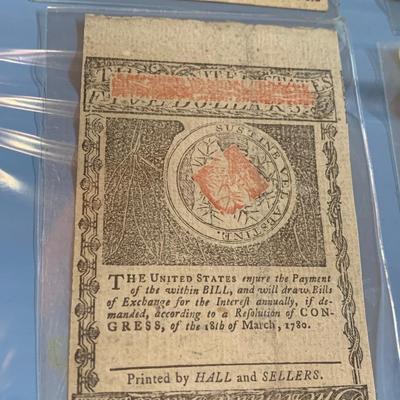 FIVE DOLLARS.
SUSTINE VEL ABSTINE.
THE UNITED STATES enſure the Payment
of the within BILL, and will draw Bills
of Exchange for the Intereſt annually, if de-
manded, according to a Reſolution of CON-
GRESS, of the 18th of March, 1780.
Printed by HALL and SELLERS.